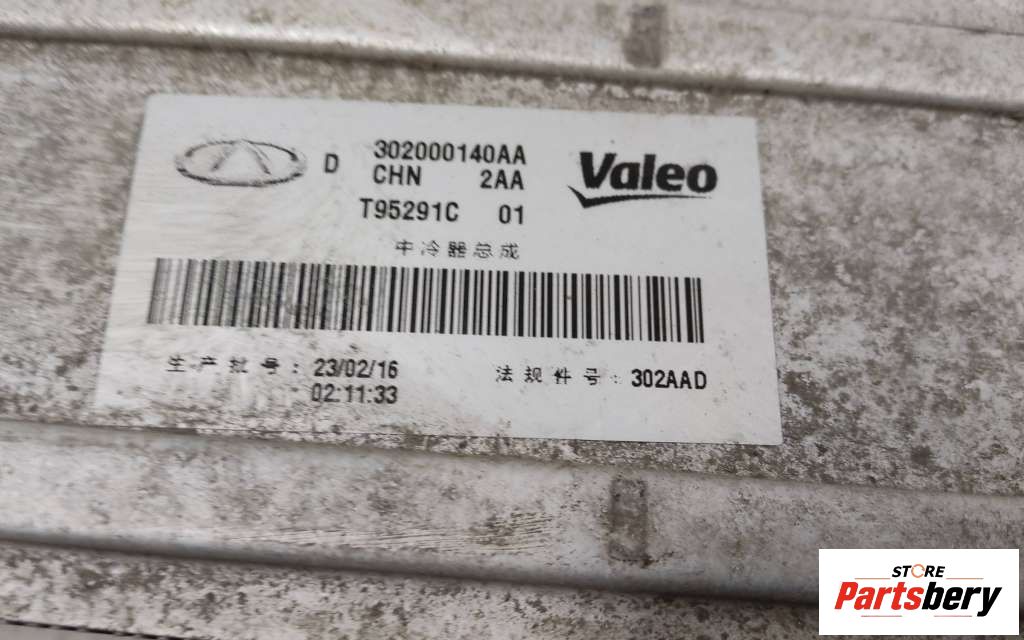 D 302000140AA
CHN 2AA
T95291C 01
Valeo
中冷器总成
生产批号: 23/02/16
02:11:33
法规件号: 302AAD
STORE
Partsbery